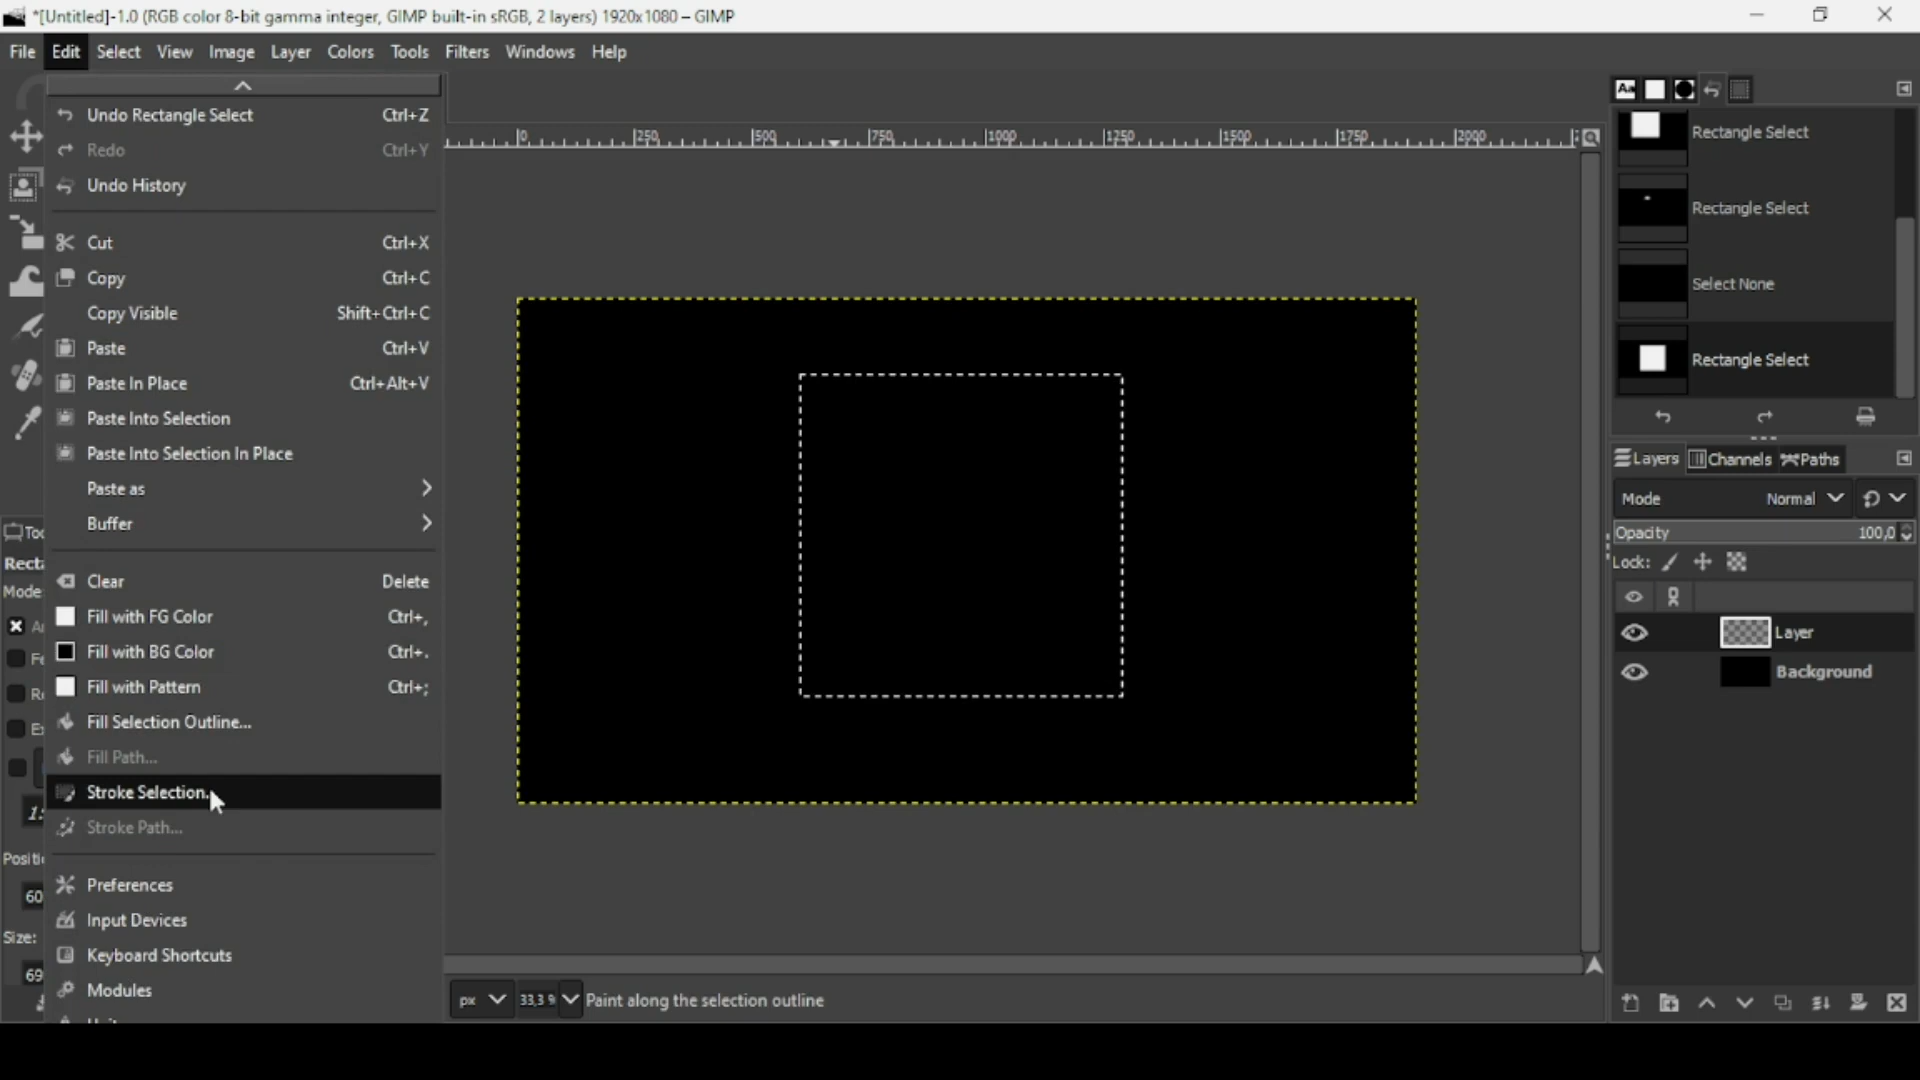 *[Untitled]-1.0 (RGB color 8-bit gamma integer, GIMP built-in sRGB, 2 layers) 1920x1080 – GIMP
File Edit Select View Image Layer Colors Tools Filters Windows Help
Undo Rectangle Select Ctrl+Z
Redo Ctrl+Y
Undo History
Cut Ctrl+X
Copy Ctrl+C
Copy Visible Shift+Ctrl+C
Paste Ctrl+V
Paste In Place Ctrl+Alt+V
Paste Into Selection
Paste Into Selection In Place
Paste as
Buffer
Clear Delete
Fill with FG Color Ctrl+,
Fill with BG Color Ctrl+.
Fill with Pattern Ctrl+;
Fill Selection Outline...
Fill Path...
Stroke Selection..
Stroke Path...
Preferences
Input Devices
Keyboard Shortcuts
Modules
Mode:
Size:
0 250 500 750 1000 1250 1500 1750 2000
px 33,3 % Paint along the selection outline
Aa
Rectangle Select
Rectangle Select
Select None
Rectangle Select
Layers Channels Paths
Mode Normal
Opacity 100,0
Lock:
Layer
Background